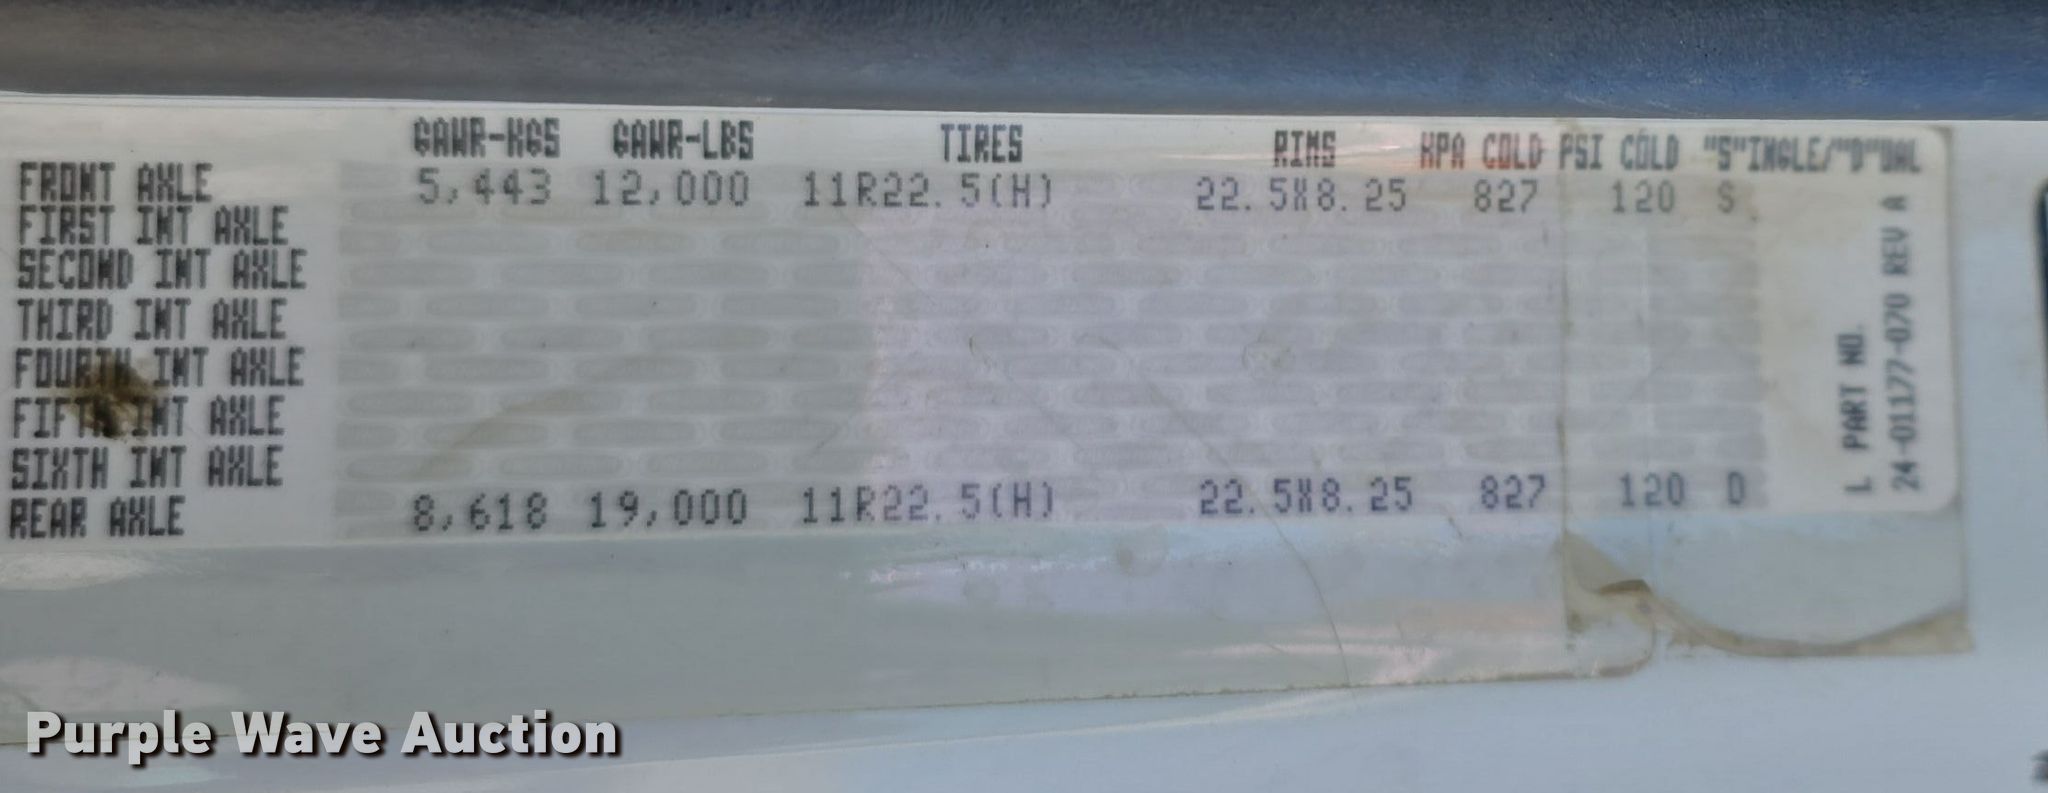 GAWR-KGS GAWR-LBS TIRES RIMS KPA COLD PSI COLD "S"INGLE/"D"UAL
FRONT AXLE 5,443 12,000 11R22.5(H) 22.5X8.25 827 120 S
FIRST INT AXLE
SECOND INT AXLE
THIRD INT AXLE
FOURTH INT AXLE
FIFTH INT AXLE
SIXTH INT AXLE
REAR AXLE 8,618 19,000 11R22.5(H) 22.5X8.25 827 120 D
L PART NO.
24-01177-070 REV A
Purple Wave Auction